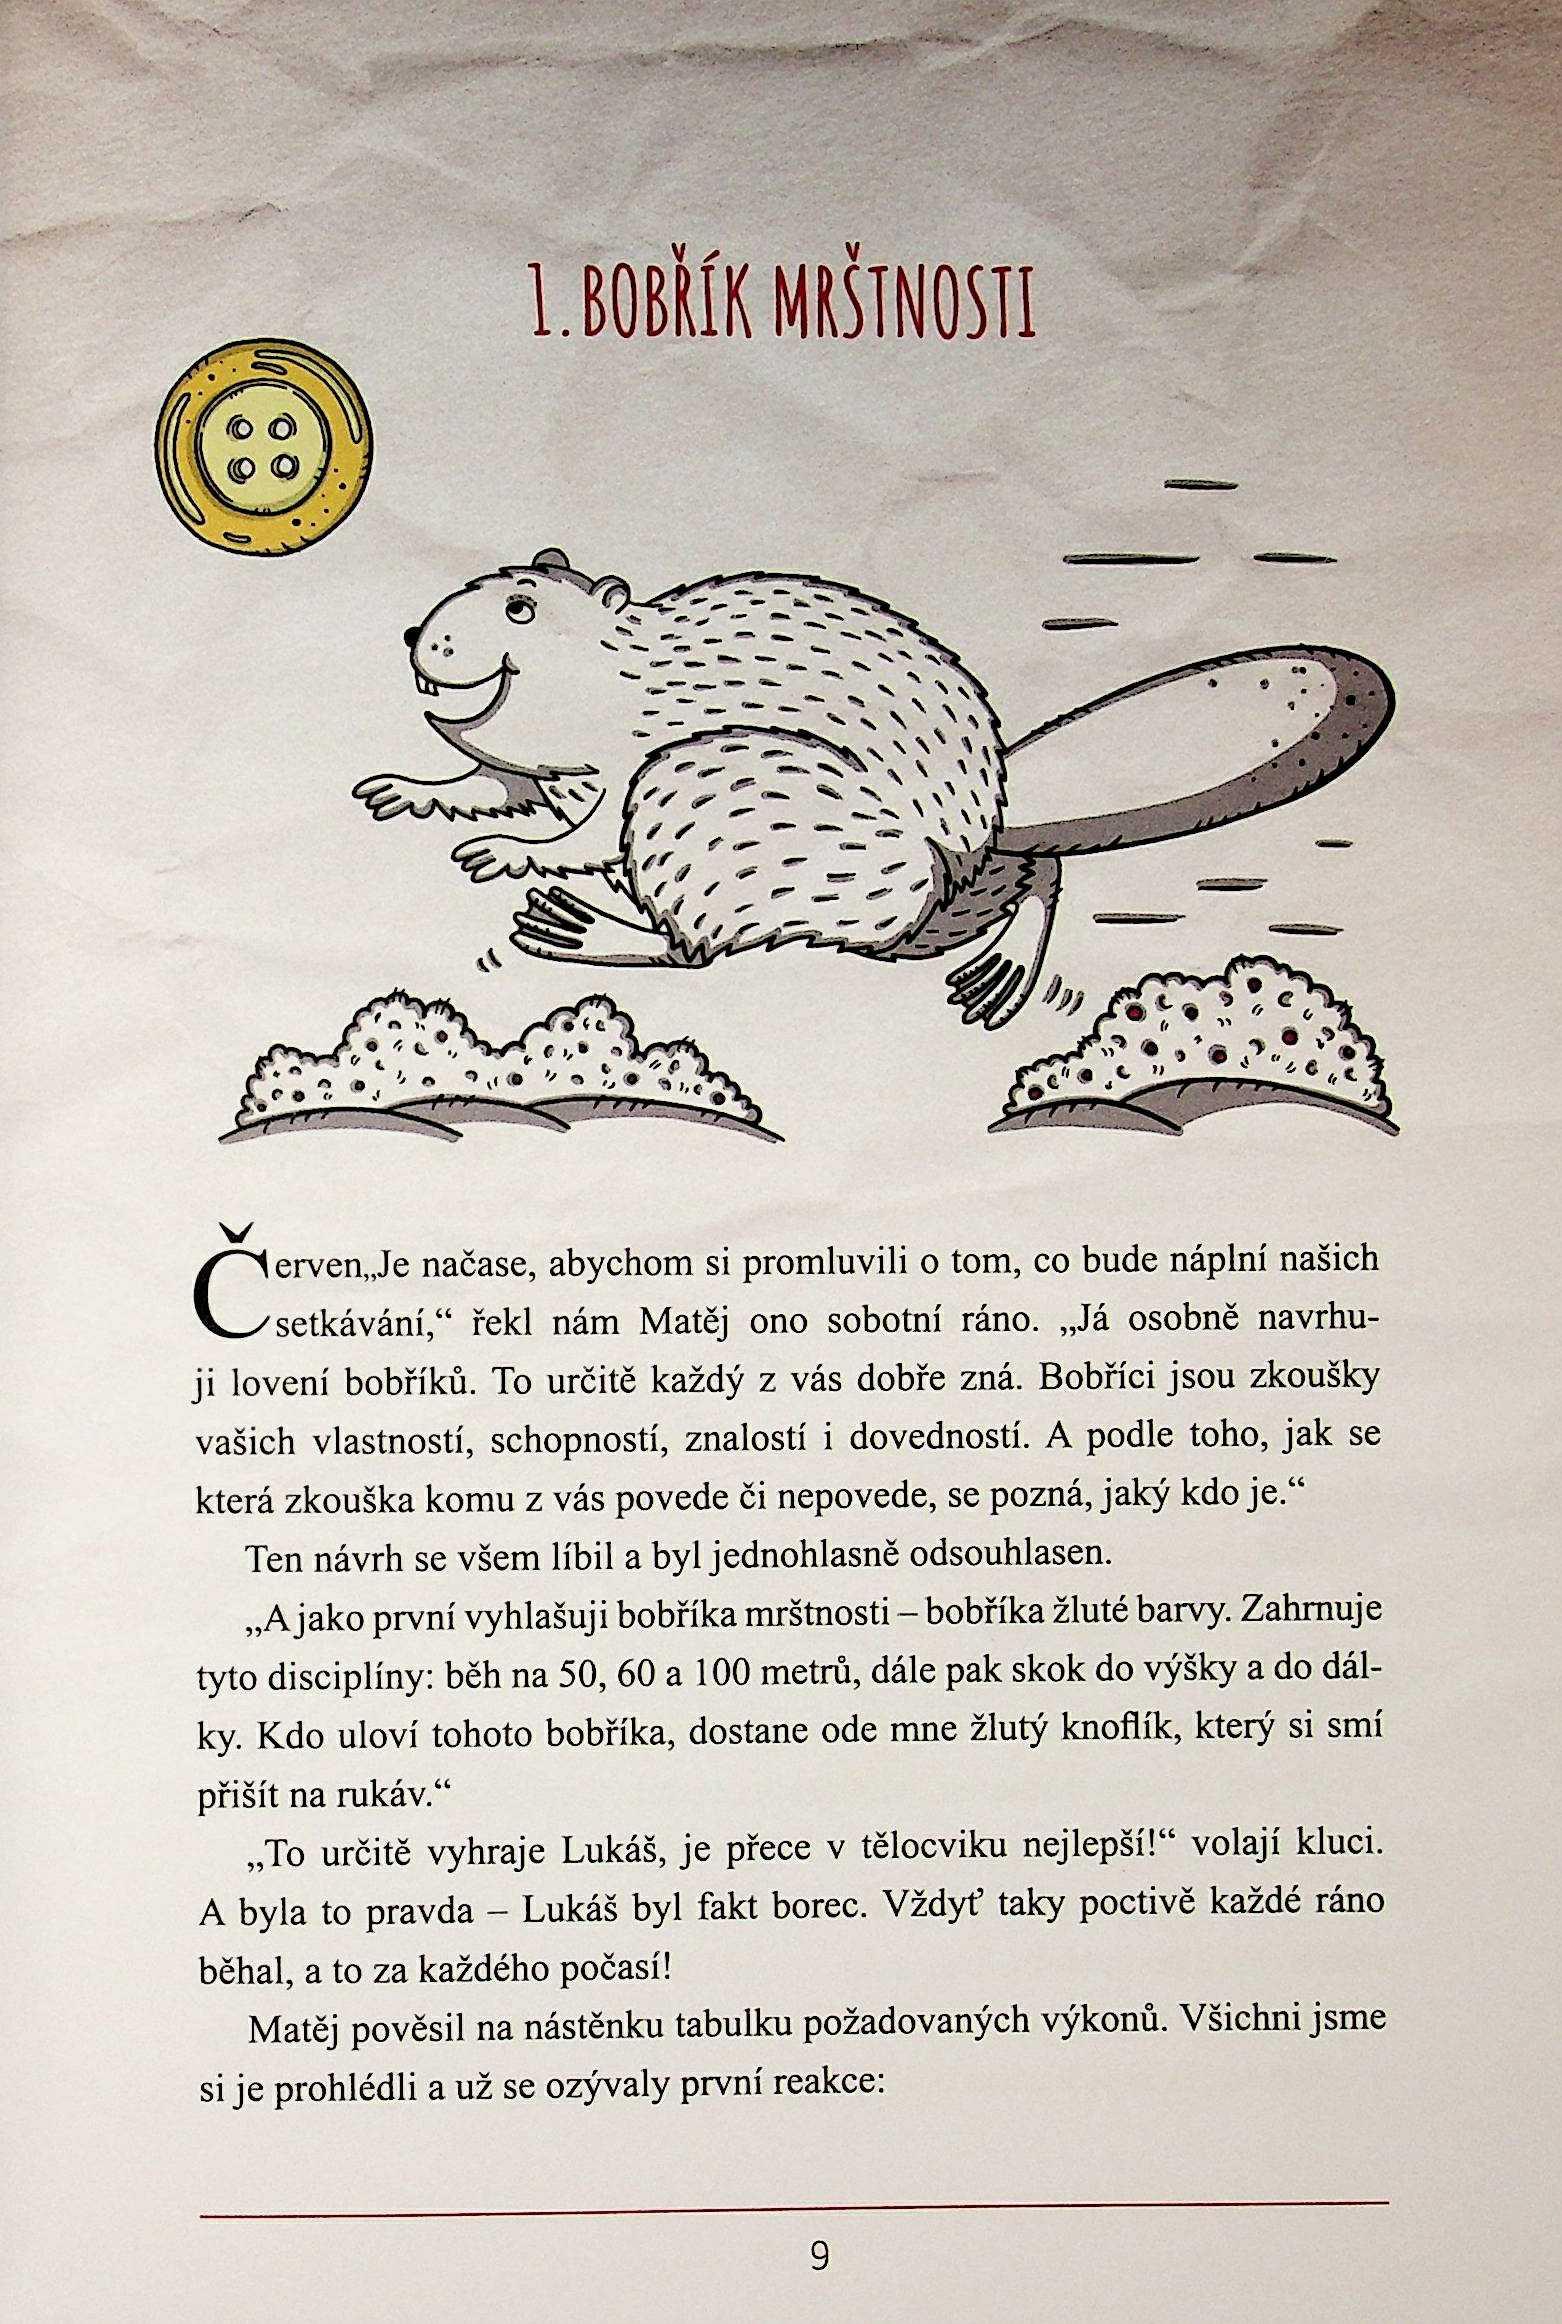 1. BOBŘÍK MRŠTNOSTI
Červen„Je načase, abychom si promluvili o tom, co bude náplní našich
setkávání,“ řekl nám Matěj ono sobotní ráno. „Já osobně navrhu-
ji lovení bobříků. To určitě každý z vás dobře zná. Bobříci jsou zkoušky
vašich vlastností, schopností, znalostí i dovedností. A podle toho, jak se
která zkouška komu z vás povede či nepovede, se pozná, jaký kdo je.“
Ten návrh se všem líbil a byl jednohlasně odsouhlasen.
„A jako první vyhlašuji bobříka mrštnosti – bobříka žluté barvy. Zahrnuje
tyto disciplíny: běh na 50, 60 a 100 metrů, dále pak skok do výšky a do dál-
ky. Kdo uloví tohoto bobříka, dostane ode mne žlutý knoflík, který si smí
přišít na rukáv.“
„To určitě vyhraje Lukáš, je přece v tělocviku nejlepší!“ volají kluci.
A byla to pravda – Lukáš byl fakt borec. Vždyť taky poctivě každé ráno
běhal, a to za každého počasí!
Matěj pověsil na nástěnku tabulku požadovaných výkonů. Všichni jsme
si je prohlédli a už se ozývaly první reakce:
9